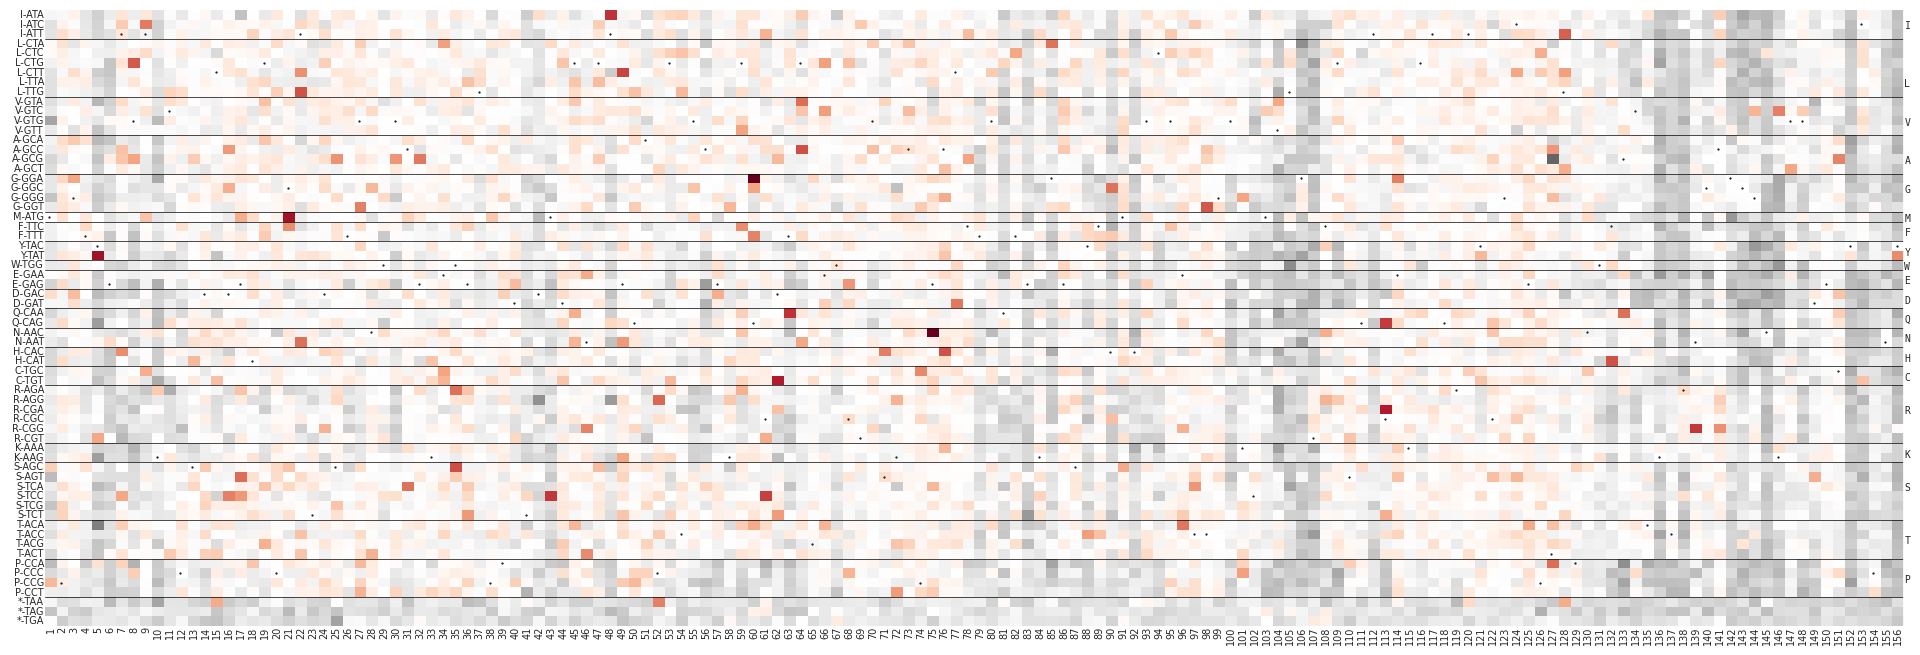 I-ATA
I-ATC
I-ATT
L-CTA
L-CTC
L-CTG
L-CTT
L-TTA
L-TTG
V-GTA
V-GTC
V-GTG
V-GTT
A-GCA
A-GCC
A-GCG
A-GCT
G-GGA
G-GGC
G-GGG
G-GGT
M-ATG
F-TTC
F-TTT
Y-TAC
Y-TAT
W-TGG
E-GAA
E-GAG
D-GAC
D-GAT
Q-CAA
Q-CAG
N-AAC
N-AAT
H-CAC
H-CAT
C-TGC
C-TGT
R-AGA
R-AGG
R-CGA
R-CGC
R-CGG
R-CGT
K-AAA
K-AAG
S-AGC
S-AGT
S-TCA
S-TCC
S-TCG
S-TCT
T-ACA
T-ACC
T-ACG
T-ACT
P-CCA
P-CCC
P-CCG
P-CCT
*-TAA
*-TAG
*-TGA
I
L
V
A
G
M
F
Y
W
E
D
Q
N
H
C
R
K
S
T
P
1 2 3 4 5 6 7 8 9 10 11 12 13 14 15 16 17 18 19 20 21 22 23 24 25 26 27 28 29 30 31 32 33 34 35 36 37 38 39 40 41 42 43 44 45 46 47 48 49 50 51 52 53 54 55 56 57 58 59 60 61 62 63 64 65 66 67 68 69 70 71 72 73 74 75 76 77 78 79 80 81 82 83 84 85 86 87 88 89 90 91 92 93 94 95 96 97 98 99 100 101 102 103 104 105 106 107 108 109 110 111 112 113 114 115 116 117 118 119 120 121 122 123 124 125 126 127 128 129 130 131 132 133 134 135 136 137 138 139 140 141 142 143 144 145 146 147 148 149 150 151 152 153 154 155 156